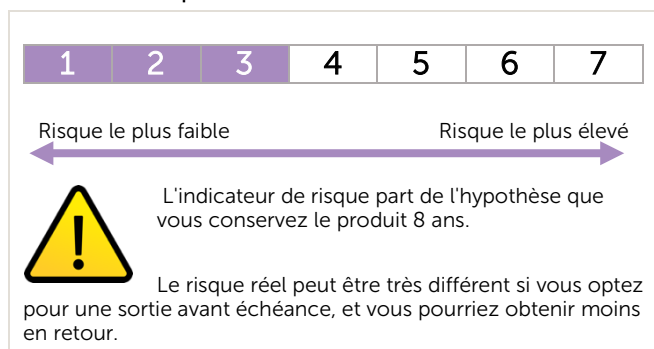 1 2 3 4 5 6 7
Risque le plus faible Risque le plus élevé
L'indicateur de risque part de l'hypothèse que
vous conservez le produit 8 ans.
Le risque réel peut être très différent si vous optez
pour une sortie avant échéance, et vous pourriez obtenir moins
en retour.